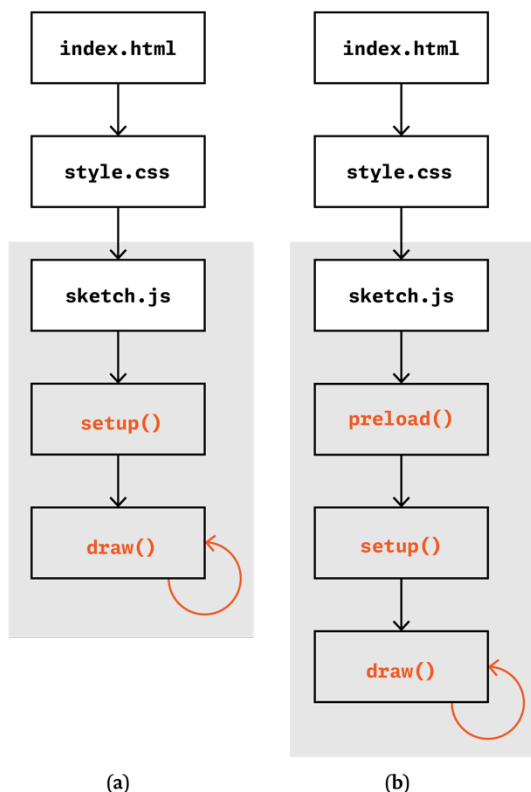 index.html
style.css
sketch.js
setup()
draw()
(a)
index.html
style.css
sketch.js
preload()
setup()
draw()
(b)